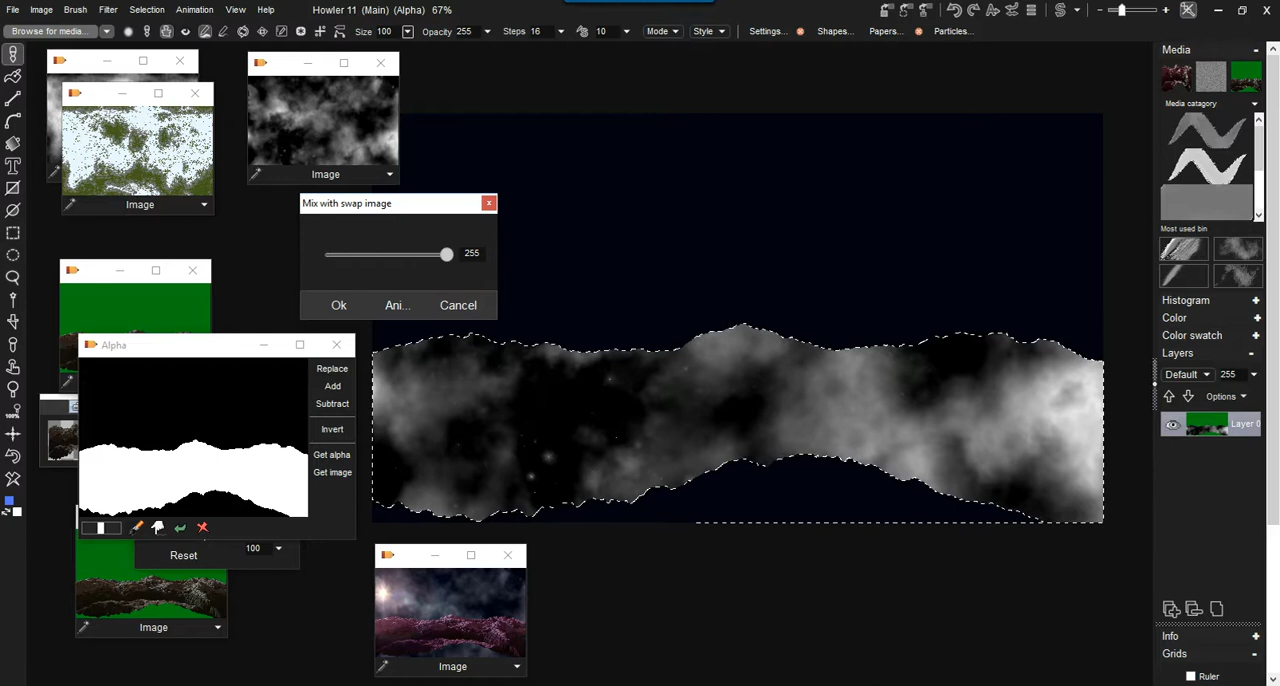 File Image Brush Filter Selection Animation View Help Howler 11 (Main) (Alpha) 67%
Browse for media... Size 100 Opacity 255 Steps 16 10 Mode Style Settings... Shapes... Papers... Particles...
Media
Media catagory
Most used bin
Histogram
Color
Color swatch
Layers
Default 255
Options
Layer 0
Info
Grids
Ruler
Image
Image
Mix with swap image
255
Ok Ani... Cancel
Alpha
Replace
Add
Subtract
Invert
Get alpha
Get image
Reset 100
Image
Image
100%